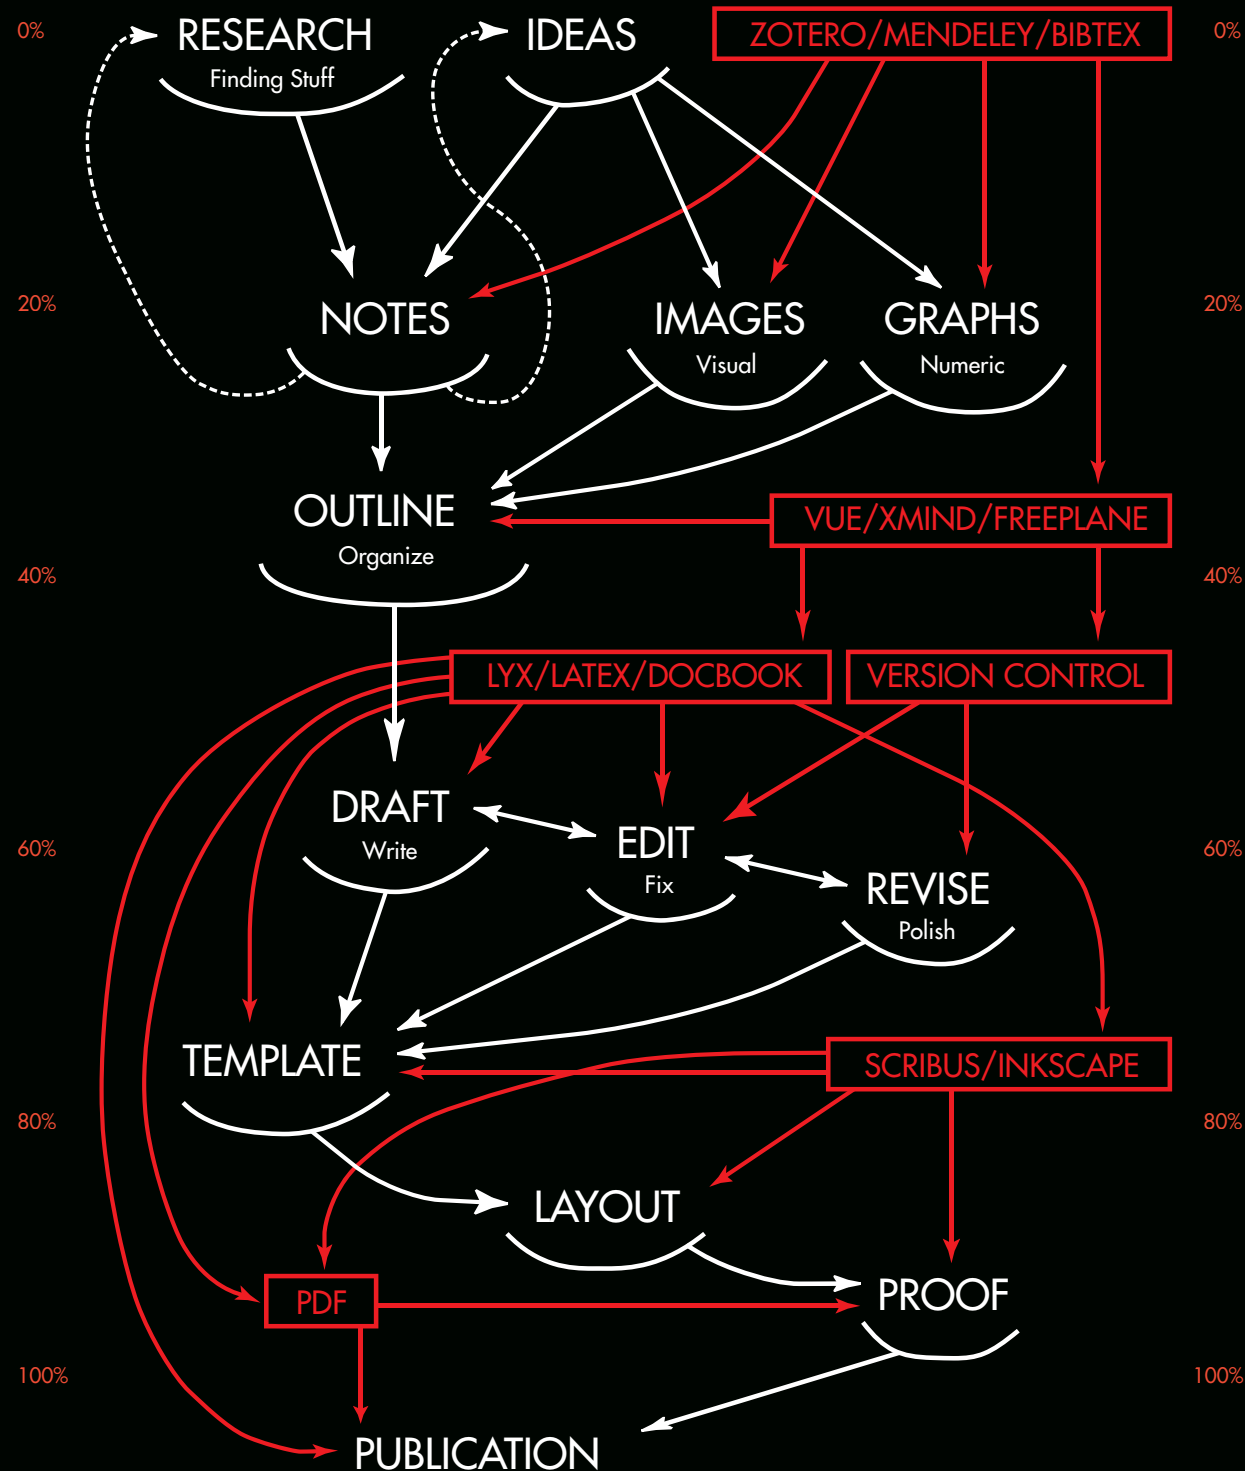 0%
RESEARCH
Finding Stuff
IDEAS
ZOTERO/MENDELEY/BIBTEX
0%
20%
NOTES
IMAGES
Visual
GRAPHS
Numeric
20%
OUTLINE
Organize
VUE/XMIND/FREEPLANE
40%
40%
LYX/LATEX/DOCBOOK
VERSION CONTROL
DRAFT
Write
60%
EDIT
Fix
60%
REVISE
Polish
TEMPLATE
SCRIBUS/INKSCAPE
80%
80%
LAYOUT
PDF
PROOF
100%
100%
PUBLICATION